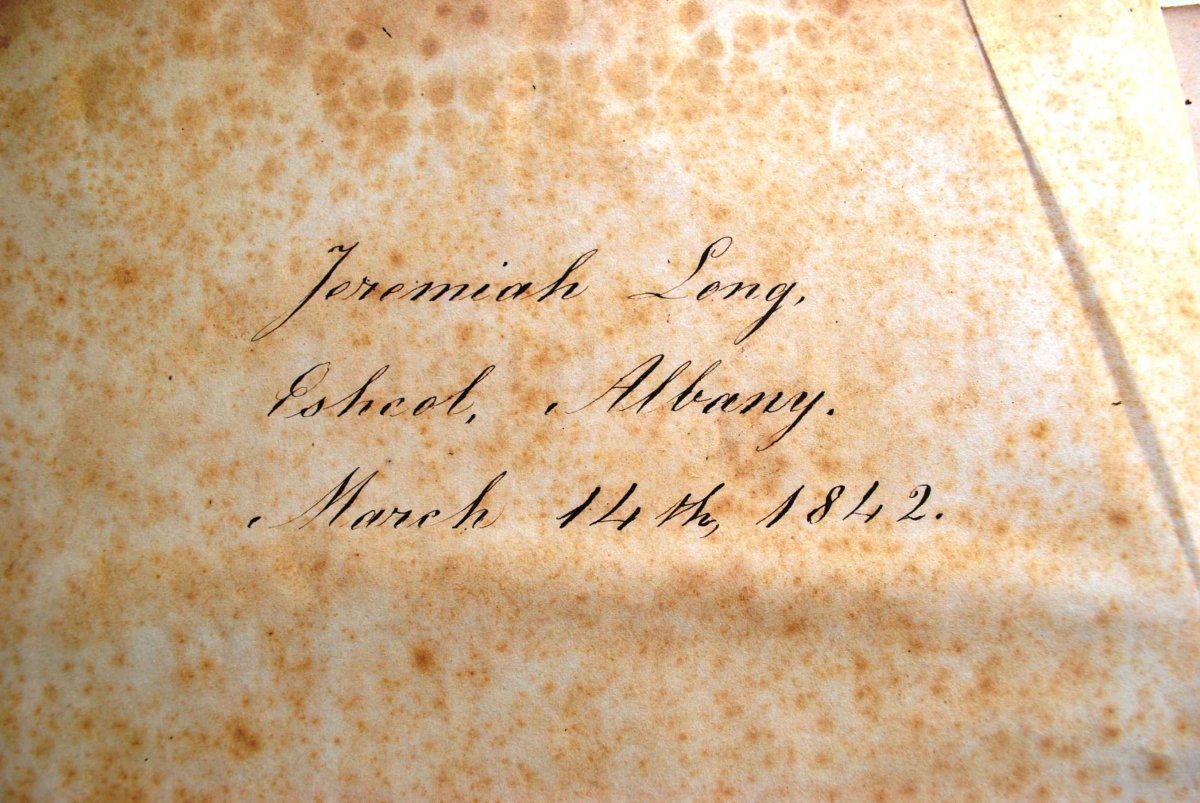 Jeremiah Long,
Eshcol, Albany.
March 14th, 1842.